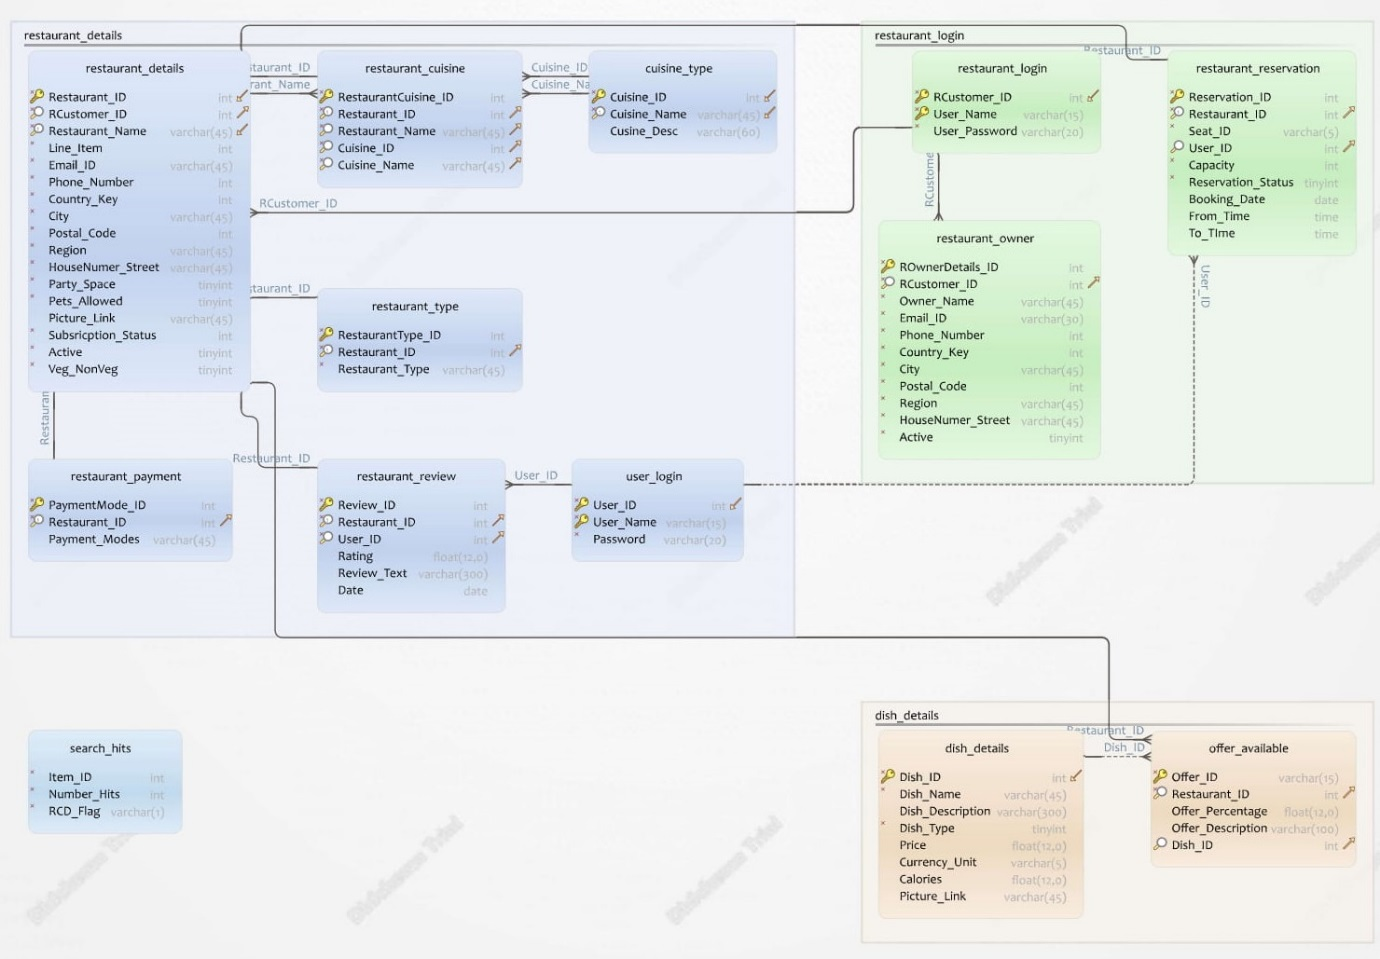 restaurant_details
restaurant_details
Restaurant_ID int
RCustomer_ID int
Restaurant_Name varchar(45)
Line_Item int
Email_ID varchar(45)
Phone_Number int
Country_Key int
City varchar(45)
Postal_Code int
Region varchar(45)
HouseNumer_Street varchar(45)
Party_Space tinyint
Pets_Allowed tinyint
Picture_Link varchar(45)
Subsricption_Status int
Active tinyint
Veg_NonVeg tinyint
restaurant_cuisine
RestaurantCuisine_ID int
Restaurant_ID int
Restaurant_Name varchar(45)
Cuisine_ID int
Cuisine_Name varchar(45)
Cuisine_ID
Cuisine_Na
cuisine_type
Cuisine_ID int
Cuisine_Name varchar(45)
Cusine_Desc varchar(60)
RCustomer_ID
restaurant_type
RestaurantType_ID int
Restaurant_ID int
Restaurant_Type varchar(45)
Restauran
restaurant_payment
PaymentMode_ID int
Restaurant_ID int
Payment_Modes varchar(45)
Restaurant_ID
restaurant_review
Review_ID int
Restaurant_ID int
User_ID int
Rating float(12,0)
Review_Text varchar(300)
Date date
User_ID
user_login
User_ID int
User_Name varchar(15)
Password varchar(20)
restaurant_login
restaurant_login
RCustomer_ID int
User_Name varchar(15)
User_Password varchar(20)
RCustome
restaurant_owner
ROwnerDetails_ID int
RCustomer_ID int
Owner_Name varchar(45)
Email_ID varchar(30)
Phone_Number int
Country_Key int
City varchar(45)
Postal_Code int
Region varchar(45)
HouseNumer_Street varchar(45)
Active tinyint
Restaurant_ID
restaurant_reservation
Reservation_ID int
Restaurant_ID int
Seat_ID varchar(5)
User_ID int
Capacity int
Reservation_Status tinyint
Booking_Date date
From_Time time
To_TIme time
User_ID
search_hits
Item_ID int
Number_Hits int
RCD_Flag varchar(1)
dish_details
dish_details
Dish_ID int
Dish_Name varchar(45)
Dish_Description varchar(300)
Dish_Type tinyint
Price float(12,0)
Currency_Unit varchar(5)
Calories float(12,0)
Picture_Link varchar(45)
Restaurant_ID
Dish_ID
offer_available
Offer_ID varchar(15)
Restaurant_ID int
Offer_Percentage float(12,0)
Offer_Description varchar(100)
Dish_ID int